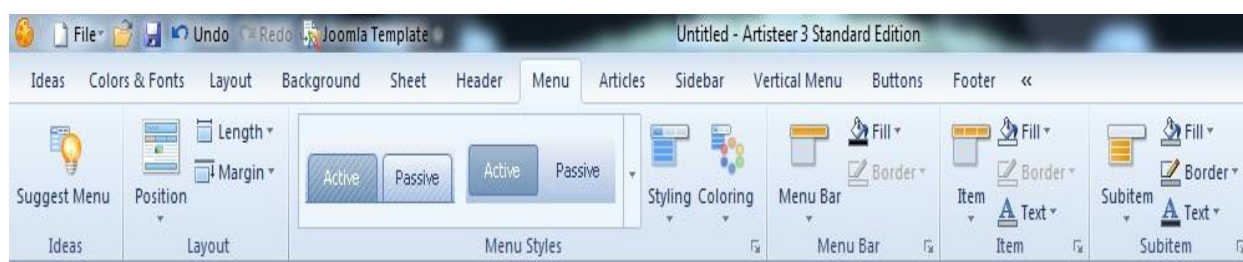 File Undo Redo Joomla Template Untitled - Artisteer 3 Standard Edition
Ideas Colors & Fonts Layout Background Sheet Header Menu Articles Sidebar Vertical Menu Buttons Footer «
Length Fill Fill Fill
Active Passive Active Passive
Margin Border Border Border
Suggest Menu Position Styling Coloring Menu Bar Item Text Subitem Text
Ideas Layout Menu Styles Menu Bar Item Subitem